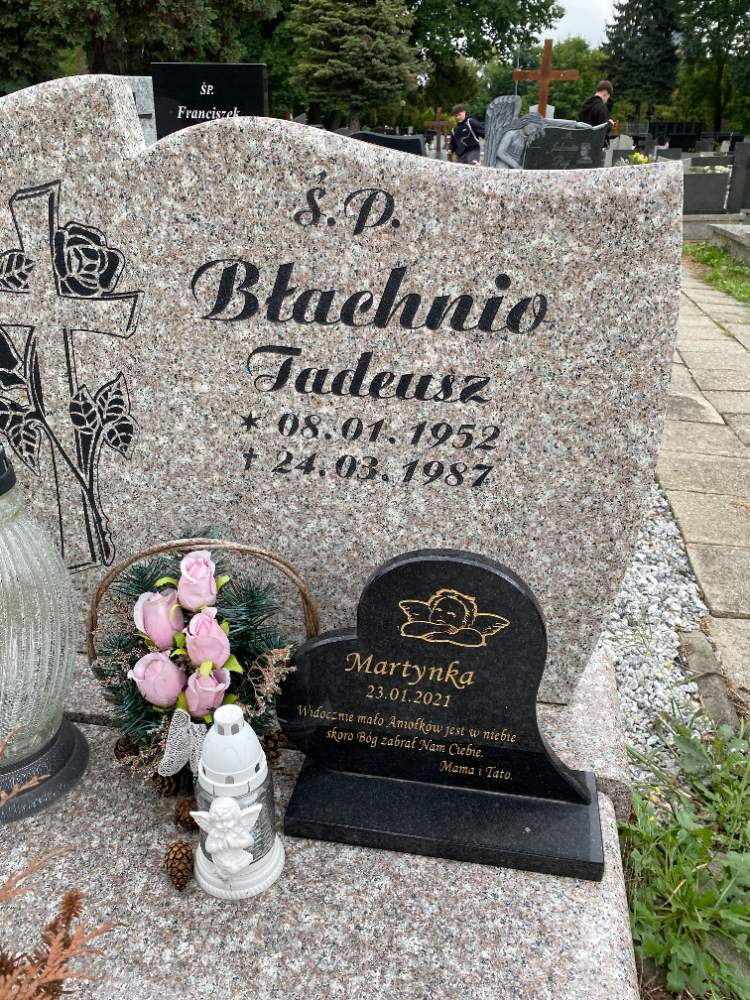 ŚP.
Franciszek
Ś.P.
Błachnio
Tadeusz
* 08.01.1952
† 24.03.1987
Martynka
23.01.2021
Widocznie mało Aniołków jest w niebie
skoro Bóg zabrał Nam Ciebie.
Mama i Tato.